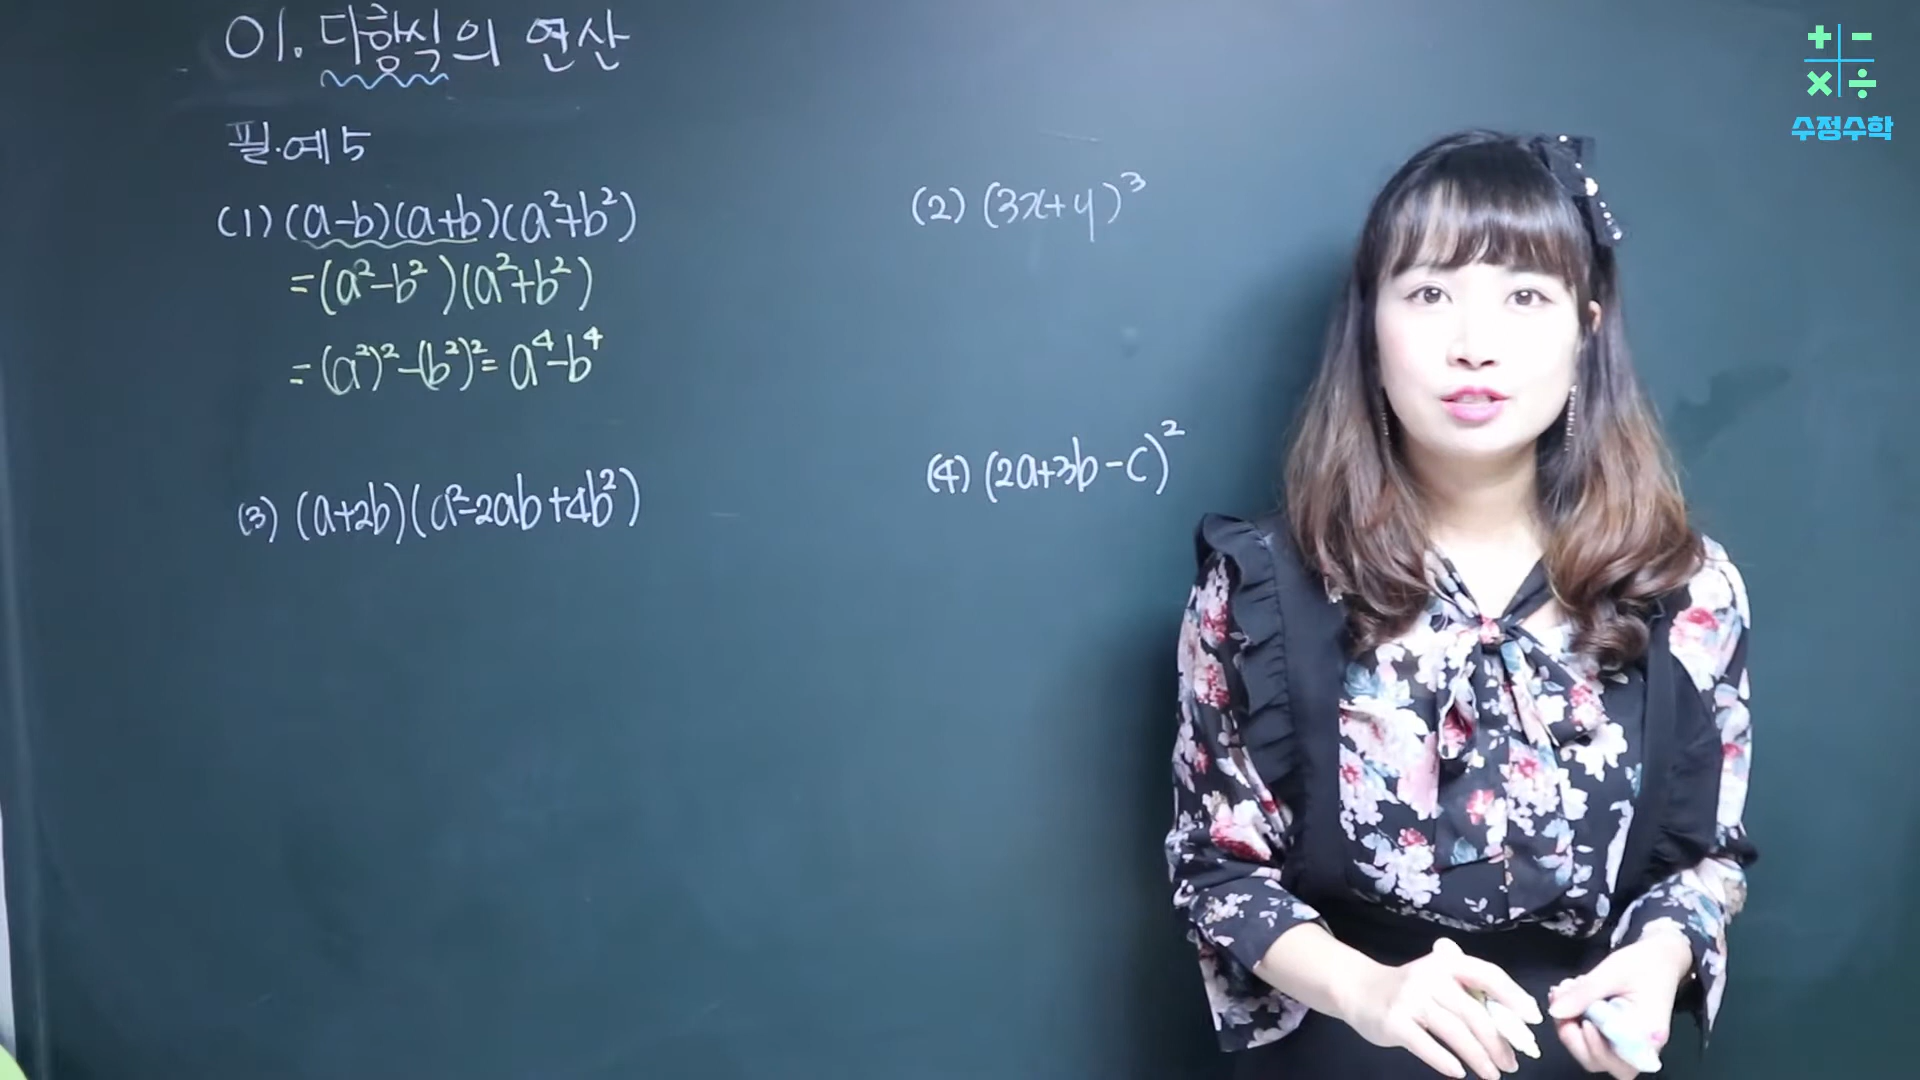 01. 다항식의 연산
필.예 5
(1) (a-b)(a+b)(a²+b²)
=(a²-b²)(a²+b²)
=(a²)²-(b²)²=a⁴-b⁴
(2) (3x+y)³
(3) (a+2b)(a²-2ab+4b²)
(4) (2a+3b-c)²
+ -
× ÷
수정수학